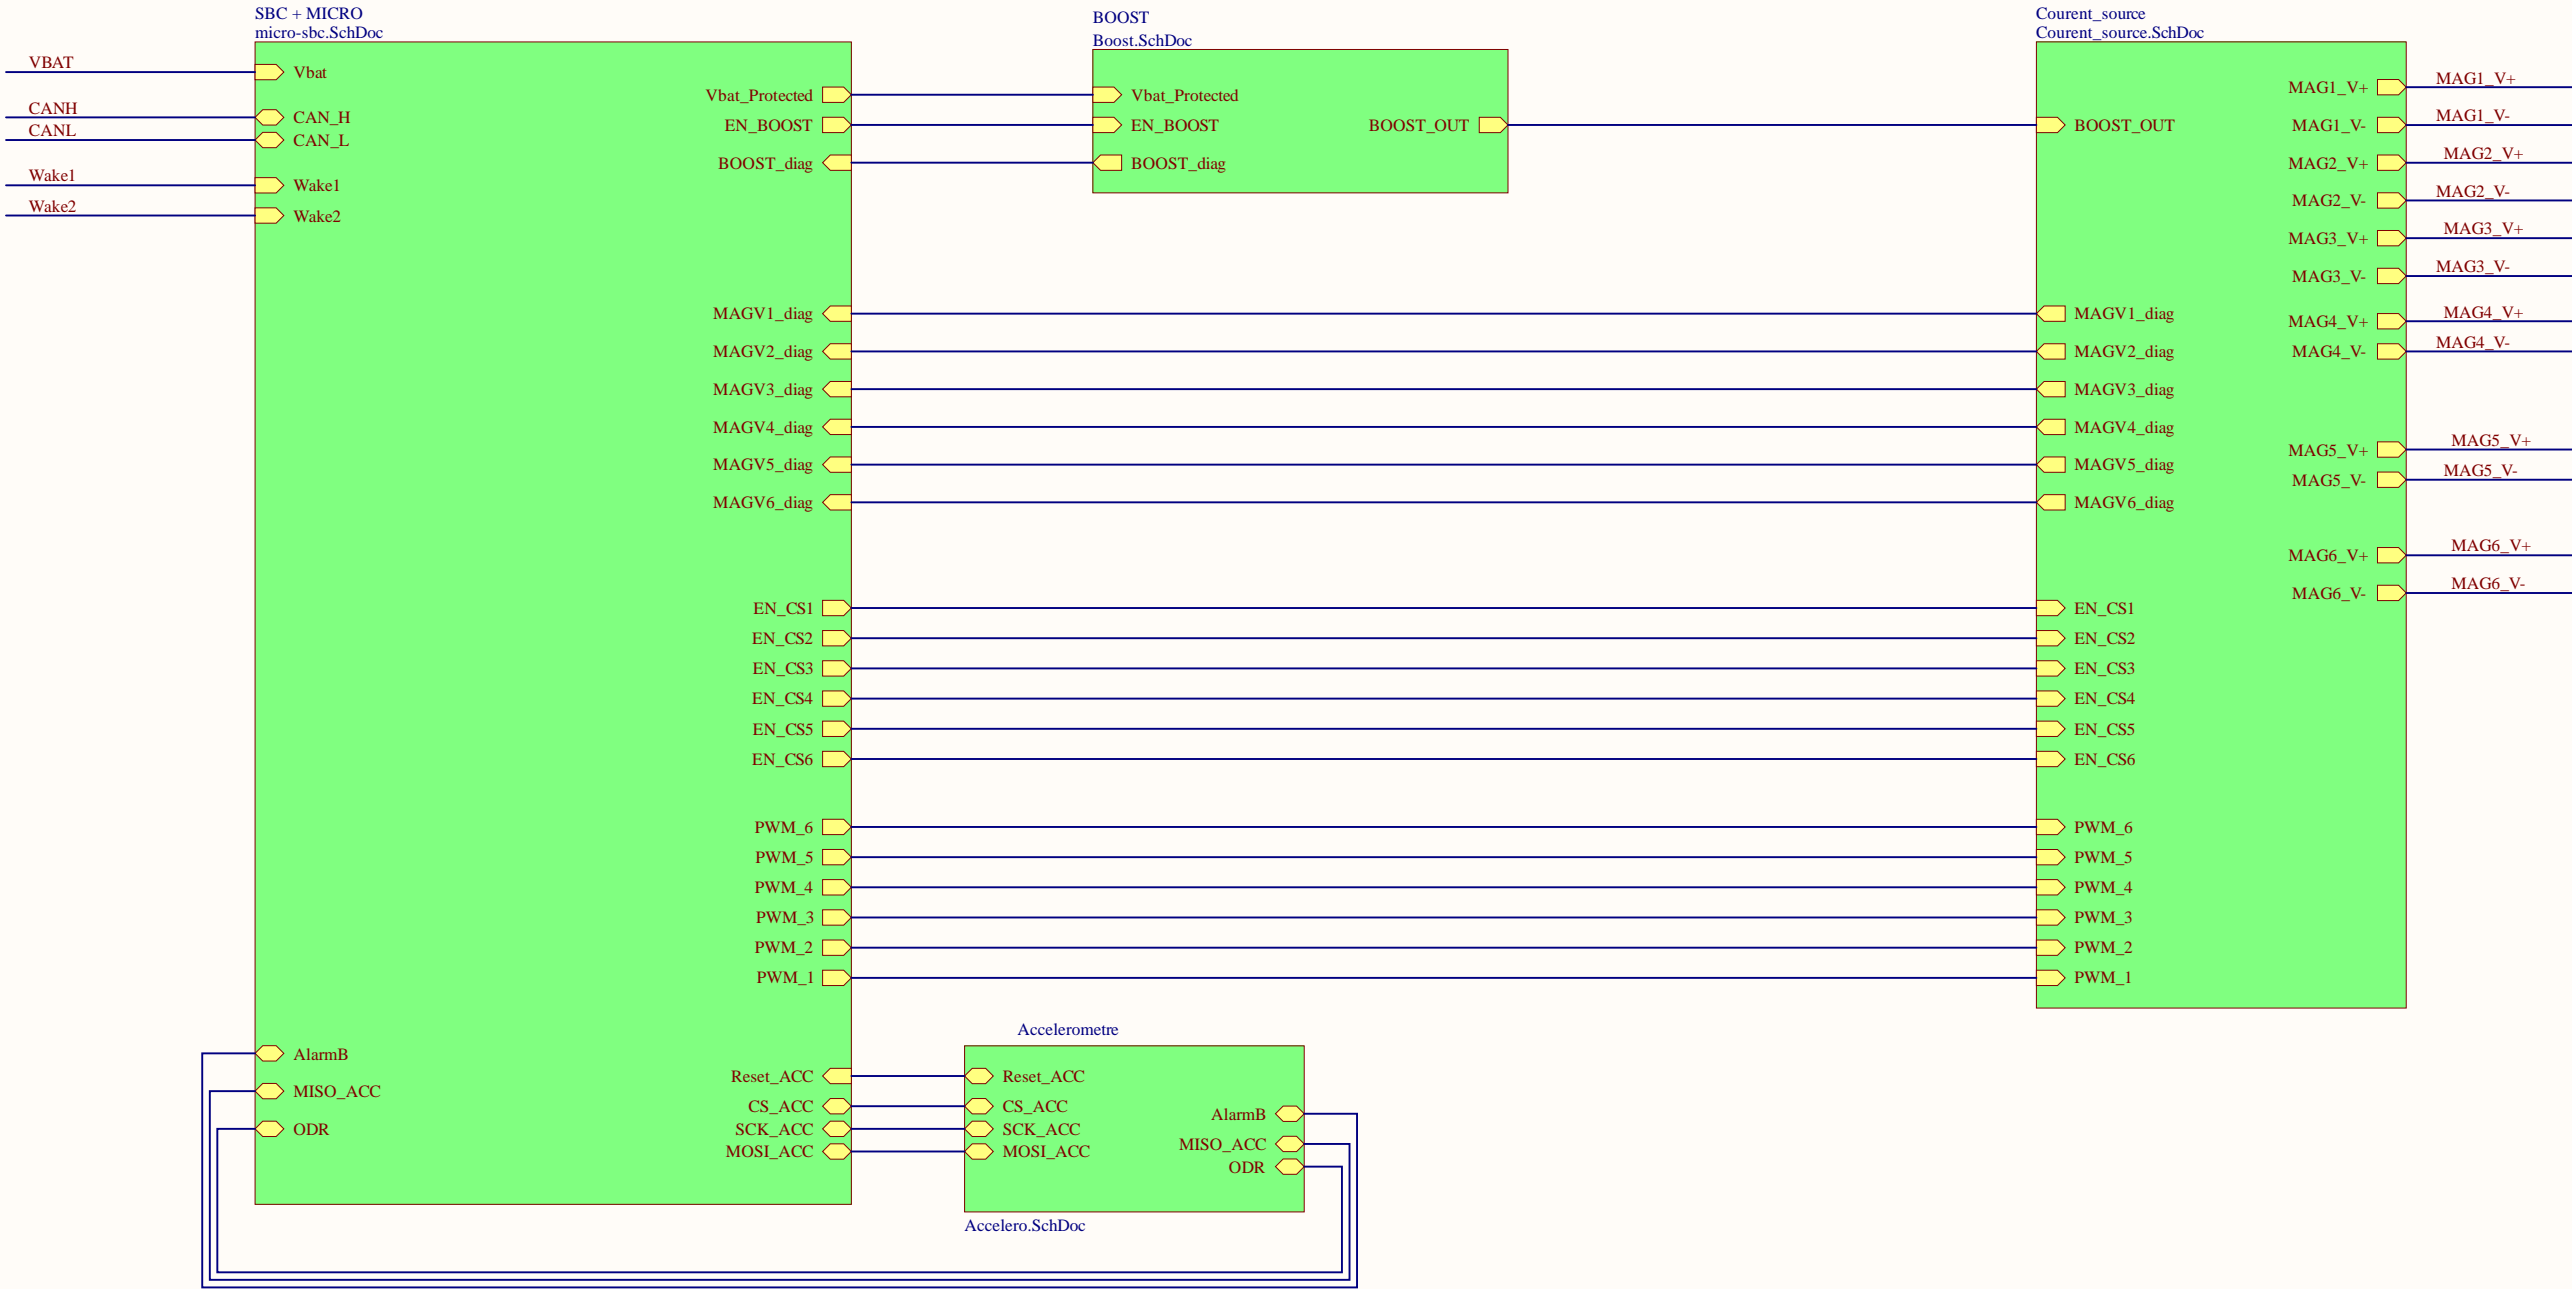 SBC + MICRO
micro-sbc.SchDoc
VBAT
CANH
CANL
Wake1
Wake2
Vbat
CAN_H
CAN_L
Wake1
Wake2
Vbat_Protected
EN_BOOST
BOOST_diag
MAGV1_diag
MAGV2_diag
MAGV3_diag
MAGV4_diag
MAGV5_diag
MAGV6_diag
EN_CS1
EN_CS2
EN_CS3
EN_CS4
EN_CS5
EN_CS6
PWM_6
PWM_5
PWM_4
PWM_3
PWM_2
PWM_1
AlarmB
MISO_ACC
ODR
Reset_ACC
CS_ACC
SCK_ACC
MOSI_ACC
BOOST
Boost.SchDoc
Vbat_Protected
EN_BOOST
BOOST_diag
BOOST_OUT
Accelerometre
Reset_ACC
CS_ACC
SCK_ACC
MOSI_ACC
AlarmB
MISO_ACC
ODR
Accelero.SchDoc
Courent_source
Courent_source.SchDoc
BOOST_OUT
MAGV1_diag
MAGV2_diag
MAGV3_diag
MAGV4_diag
MAGV5_diag
MAGV6_diag
EN_CS1
EN_CS2
EN_CS3
EN_CS4
EN_CS5
EN_CS6
PWM_6
PWM_5
PWM_4
PWM_3
PWM_2
PWM_1
MAG1_V+
MAG1_V-
MAG2_V+
MAG2_V-
MAG3_V+
MAG3_V-
MAG4_V+
MAG4_V-
MAG5_V+
MAG5_V-
MAG6_V+
MAG6_V-
MAG1_V+
MAG1_V-
MAG2_V+
MAG2_V-
MAG3_V+
MAG3_V-
MAG4_V+
MAG4_V-
MAG5_V+
MAG5_V-
MAG6_V+
MAG6_V-